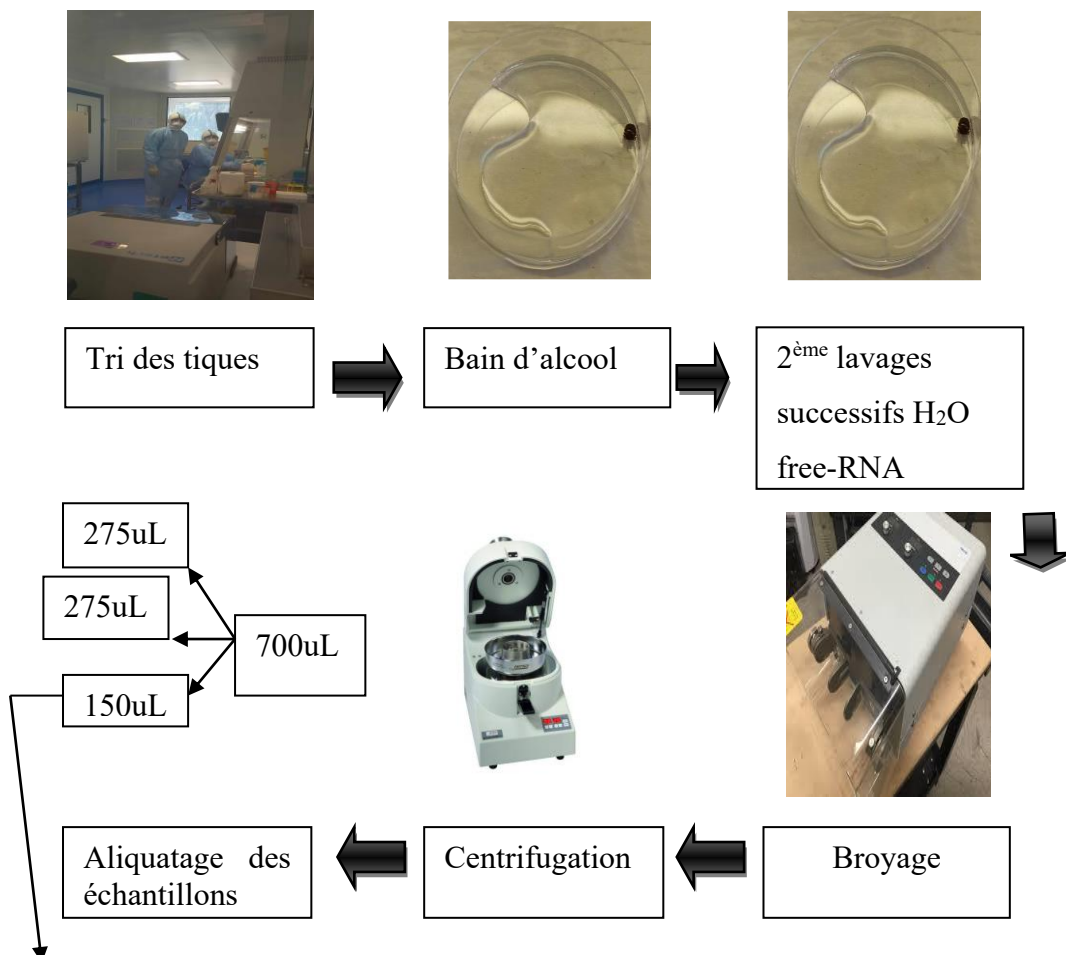 Tri des tiques
Bain d’alcool
2ème lavages
successifs H₂O
free-RNA
275uL
275uL
700uL
150uL
Aliquatage des
échantillons
Centrifugation
Broyage